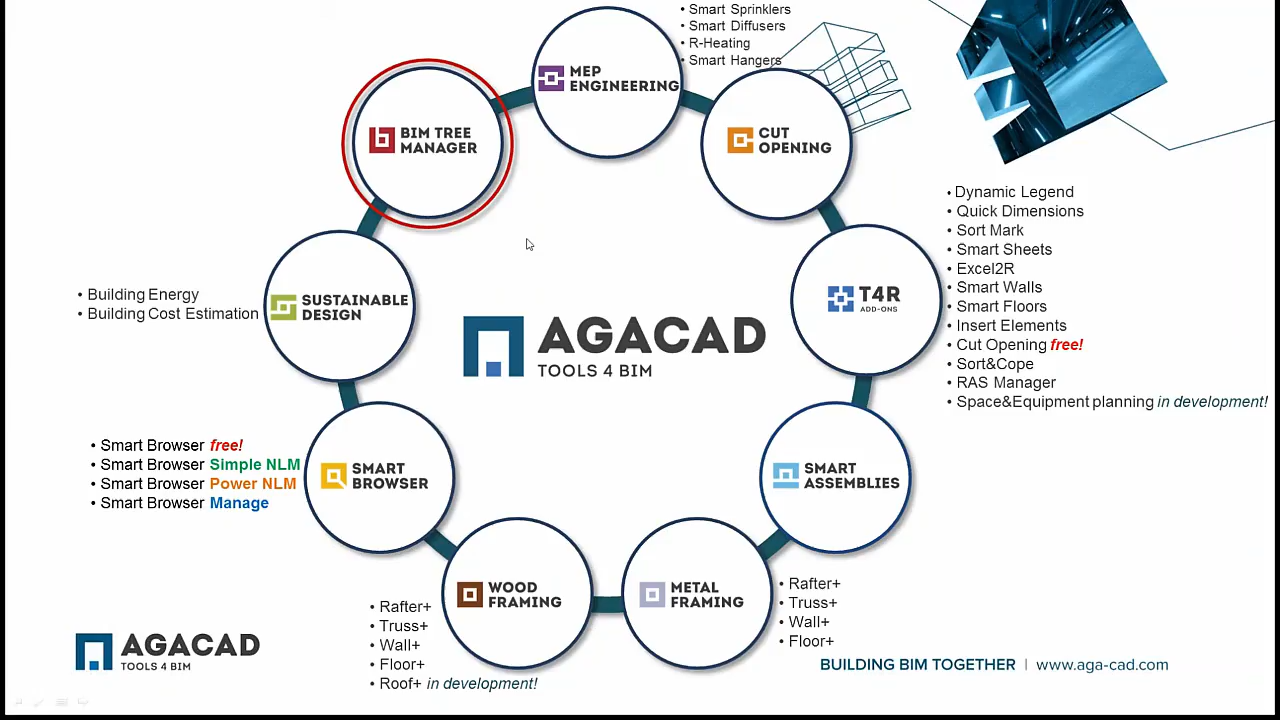 • Smart Sprinklers
• Smart Diffusers
• R-Heating
• Smart Hangers
MEP
ENGINEERING
BIM TREE
MANAGER
CUT
OPENING
• Dynamic Legend
• Quick Dimensions
• Sort Mark
• Smart Sheets
• Excel2R
• Smart Walls
• Smart Floors
• Insert Elements
• Cut Opening free!
• Sort&Cope
• RAS Manager
• Space&Equipment planning in development!
T4R
ADD-ONS
• Building Energy
• Building Cost Estimation
SUSTAINABLE
DESIGN
AGACAD
TOOLS 4 BIM
• Smart Browser free!
• Smart Browser Simple NLM
• Smart Browser Power NLM
• Smart Browser Manage
SMART
BROWSER
SMART
ASSEMBLIES
WOOD
FRAMING
METAL
FRAMING
• Rafter+
• Truss+
• Wall+
• Floor+
• Roof+ in development!
• Rafter+
• Truss+
• Wall+
• Floor+
AGACAD
TOOLS 4 BIM
BUILDING BIM TOGETHER | www.aga-cad.com